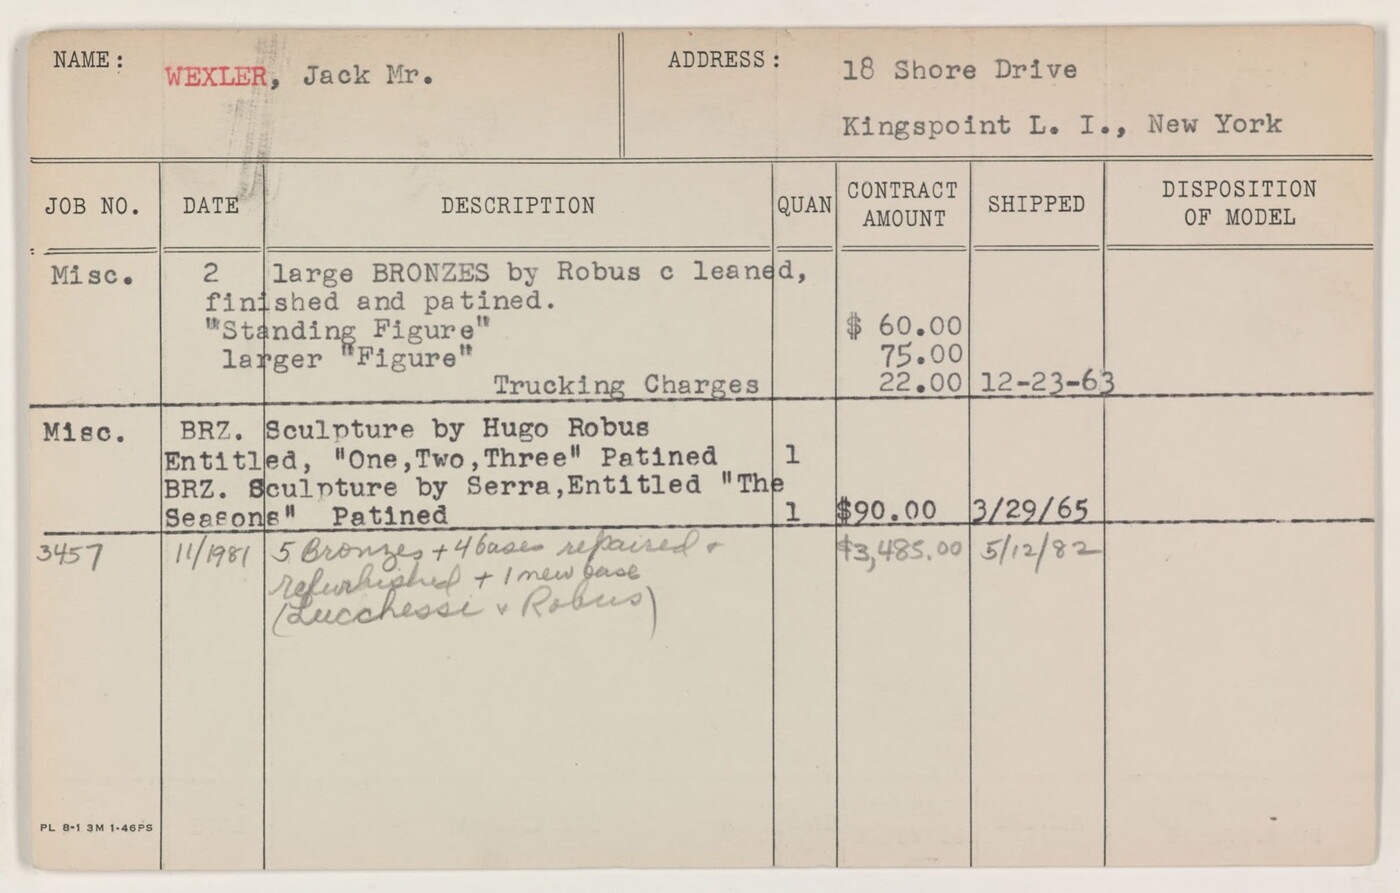 NAME: WEXLER, Jack Mr. ADDRESS: 18 Shore Drive
Kingspoint L. I., New York
JOB NO. DATE DESCRIPTION QUAN CONTRACT AMOUNT SHIPPED DISPOSITION OF MODEL
Misc. 2 large BRONZES by Robus c leaned,
finished and patined.
"Standing Figure" $ 60.00
larger "Figure" 75.00
Trucking Charges 22.00 12-23-63
Misc. BRZ. Sculpture by Hugo Robus
Entitled, "One,Two,Three" Patined 1
BRZ. Sculpture by Serra,Entitled "The
Seasons" Patined 1 $90.00 3/29/65
3457 11/1981 5 Bronzes + 4 bases repaired + $3,485.00 5/12/82
refurbished + 1 new base
(Lucchessi + Robus)
PL 8-1 3M 1-46PS